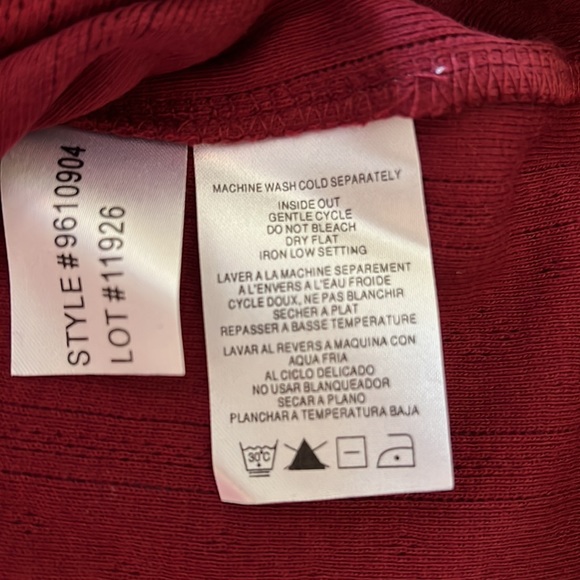 STYLE #9610904
LOT #11926
MACHINE WASH COLD SEPARATELY
INSIDE OUT
GENTLE CYCLE
DO NOT BLEACH
DRY FLAT
IRON LOW SETTING
LAVER A LA MACHINE SEPAREMENT
A L'ENVERS A L'EAU FROIDE
CYCLE DOUX, NE PAS BLANCHIR
SECHER A PLAT
REPASSER A BASSE TEMPERATURE
LAVAR AL REVERS A MAQUINA CON
AQUA FRIA
AL CICLO DELICADO
NO USAR BLANQUEADOR
SECAR A PLANO
PLANCHAR A TEMPERATURA BAJA
30°C